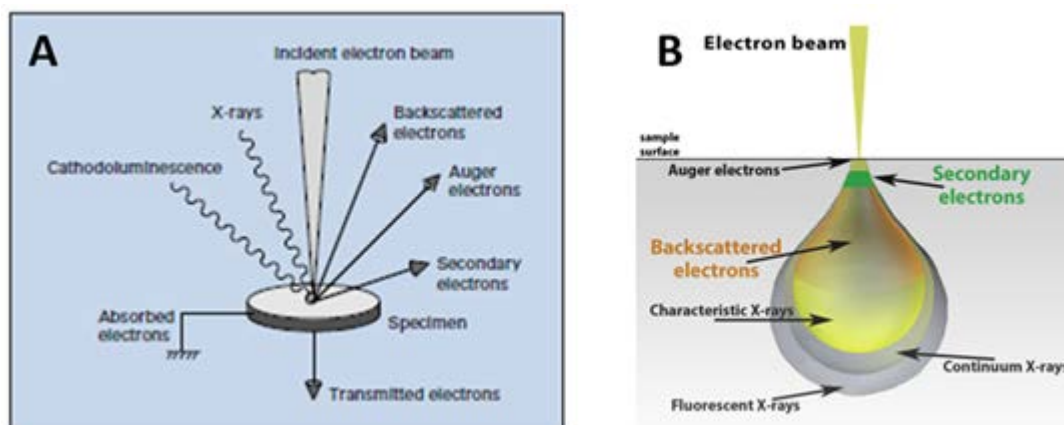 A
Incident electron beam
X-rays
Backscattered
electrons
Cathodoluminescence
Auger
electrons
Secondary
electrons
Absorbed
electrons
Specimen
Transmitted electrons
B
Electron beam
sample
surface
Auger electrons
Secondary
electrons
Backscattered
electrons
Characteristic X-rays
Continuum X-rays
Fluorescent X-rays